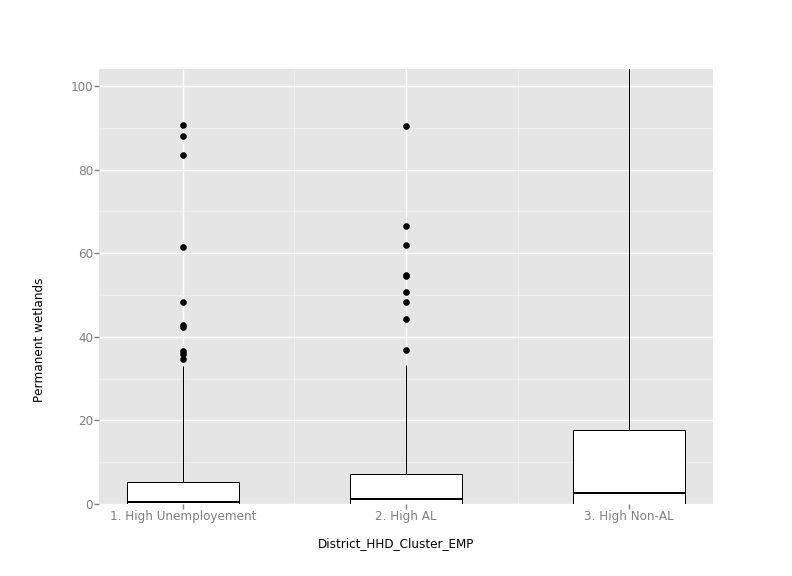 100
80
60
40
20
0
Permanent wetlands
1. High Unemployement
2. High AL
3. High Non-AL
District_HHD_Cluster_EMP